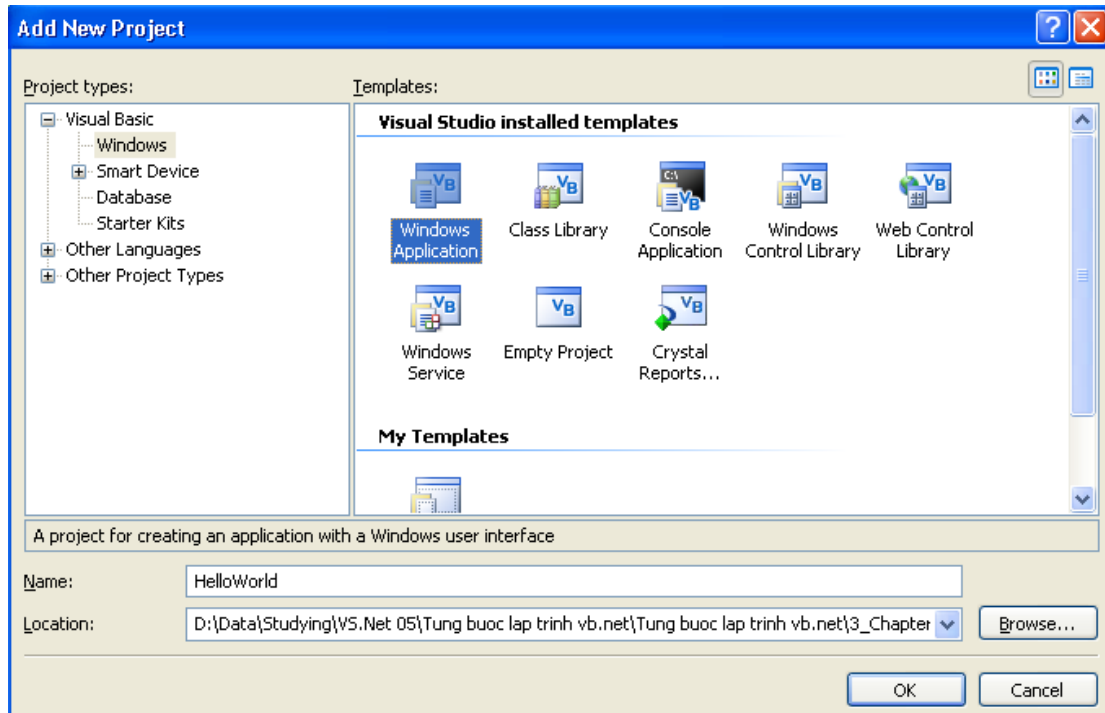 Add New Project
Project types:
Templates:
Visual Basic
Windows
Smart Device
Database
Starter Kits
Other Languages
Other Project Types
Visual Studio installed templates
Windows Application
Class Library
Console Application
Windows Control Library
Web Control Library
Windows Service
Empty Project
Crystal Reports...
My Templates
A project for creating an application with a Windows user interface
Name:
HelloWorld
Location:
D:\Data\Studying\VS.Net 05\Tung buoc lap trinh vb.net\Tung buoc lap trinh vb.net\3_Chapter
Browse...
OK
Cancel